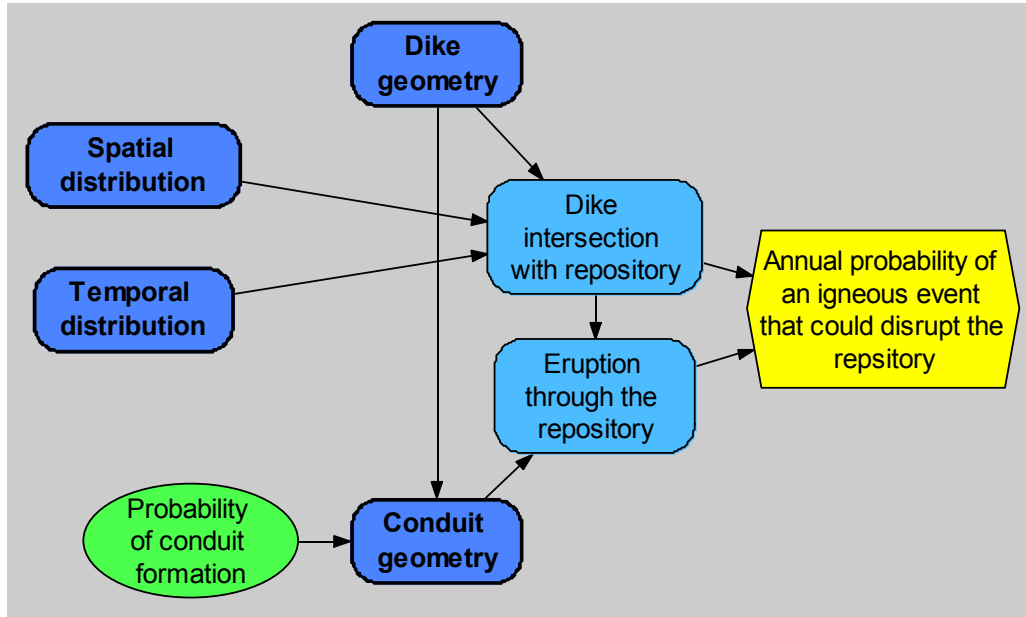 Dike
geometry
Spatial
distribution
Dike
intersection
with repository
Temporal
distribution
Annual probability of
an igneous event
that could disrupt the
repsitory
Eruption
through the
repository
Probability
of conduit
formation
Conduit
geometry